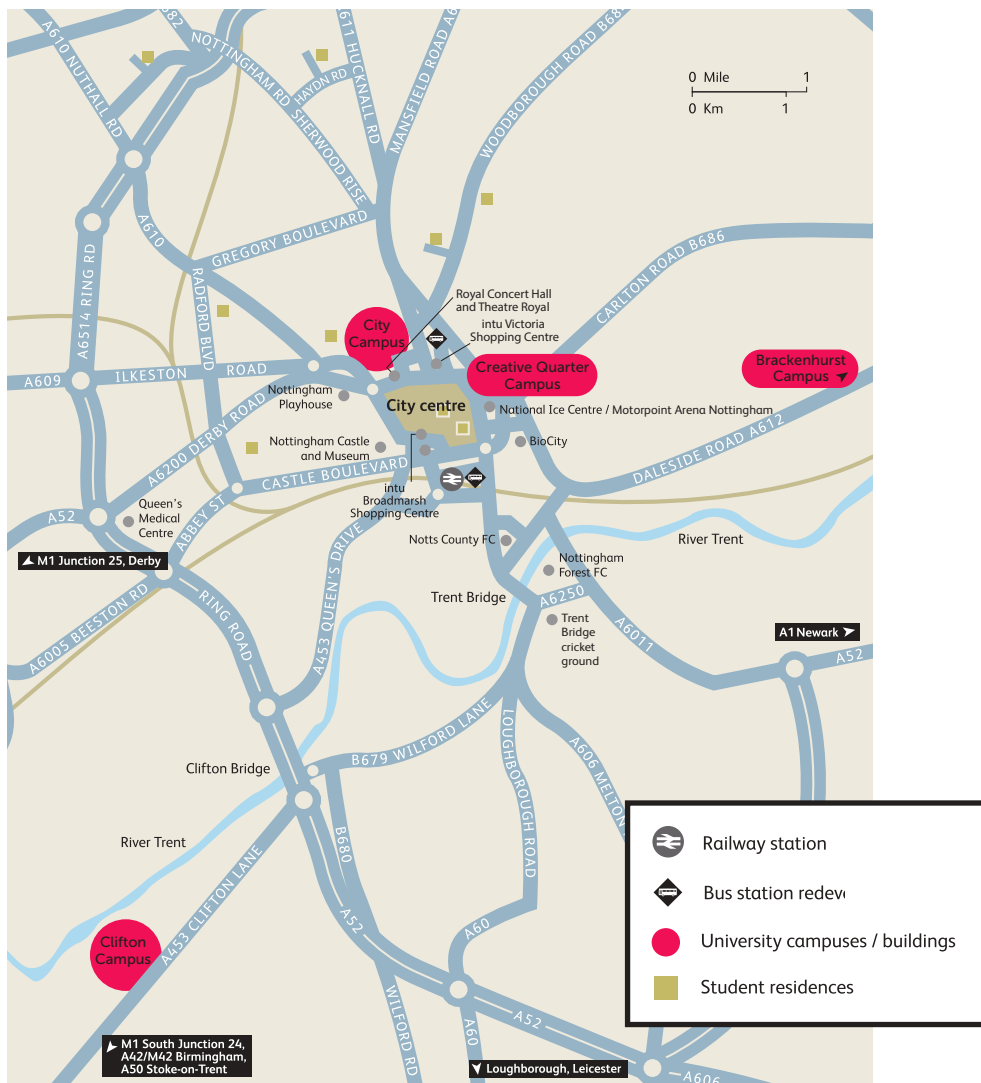 A610 NUTHALL RD
682
NOTTINGHAM RD
HAYDN RD
SHERWOOD RISE
611 HUCKNALL RD
MANSFIELD ROAD A6
WOODBOROUGH ROAD B68
0 Mile 1
0 Km 1
A6514 RING RD
A610
GREGORY BOULEVARD
RADFORD BLVD
CARLTON ROAD B686
Royal Concert Hall
and Theatre Royal
intu Victoria
Shopping Centre
City
Campus
Creative Quarter
Campus
Brackenhurst
Campus
A609
ILKESTON ROAD
Nottingham
Playhouse
City centre
National Ice Centre / Motorpoint Arena Nottingham
BioCity
A6200 DERBY ROAD
Nottingham Castle
and Museum
CASTLE BOULEVARD
DALESIDE ROAD A612
intu
Broadmarsh
Shopping Centre
A52
Queen's
Medical
Centre
ABBEY ST
M1 Junction 25, Derby
Notts County FC
Nottingham
Forest FC
River Trent
Trent Bridge
A6250
Trent
Bridge
cricket
ground
A6011
A1 Newark
A52
A6005 BEESTON RD
RING ROAD
A453 QUEEN'S DRIVE
B679 WILFORD LANE
LOUGHBOROUGH ROAD
A606 MELTON
Clifton Bridge
River Trent
B680
A453 CLIFTON LANE
Clifton
Campus
A52
A60
WILFORD RD
A52
A60
A606
M1 South Junction 24,
A42/M42 Birmingham,
A50 Stoke-on-Trent
Loughborough, Leicester
Railway station
Bus station redev
University campuses / buildings
Student residences